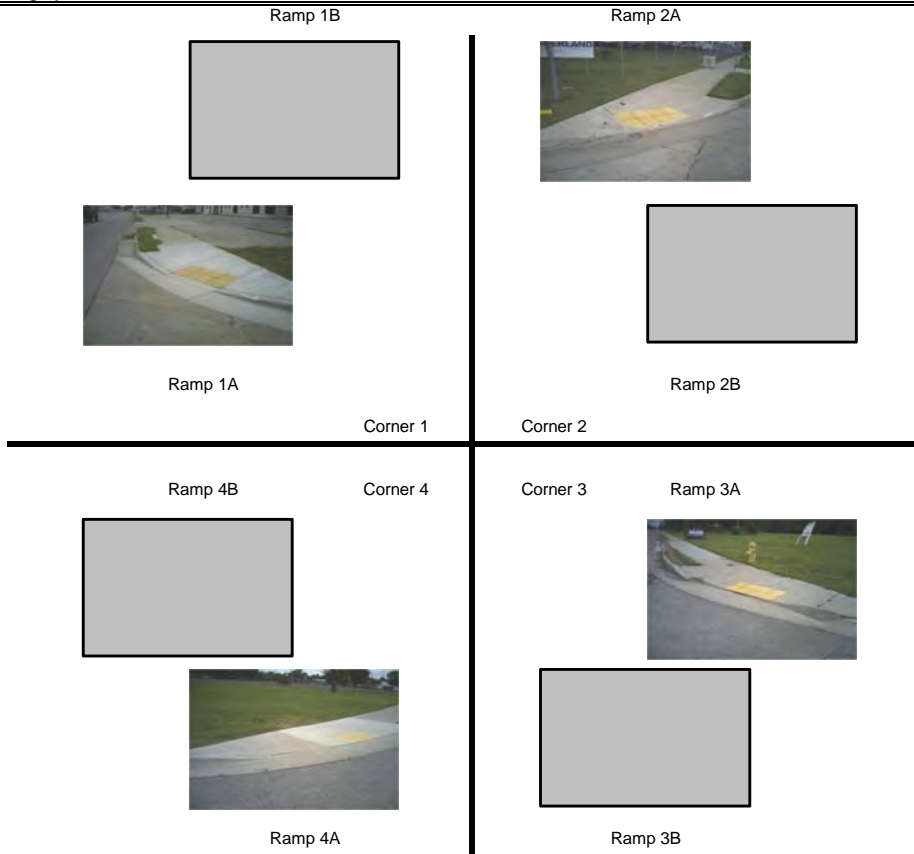 Ramp 1B Ramp 2A
Ramp 1A Ramp 2B
Corner 1 Corner 2
Ramp 4B Corner 4 Corner 3 Ramp 3A
Ramp 4A Ramp 3B